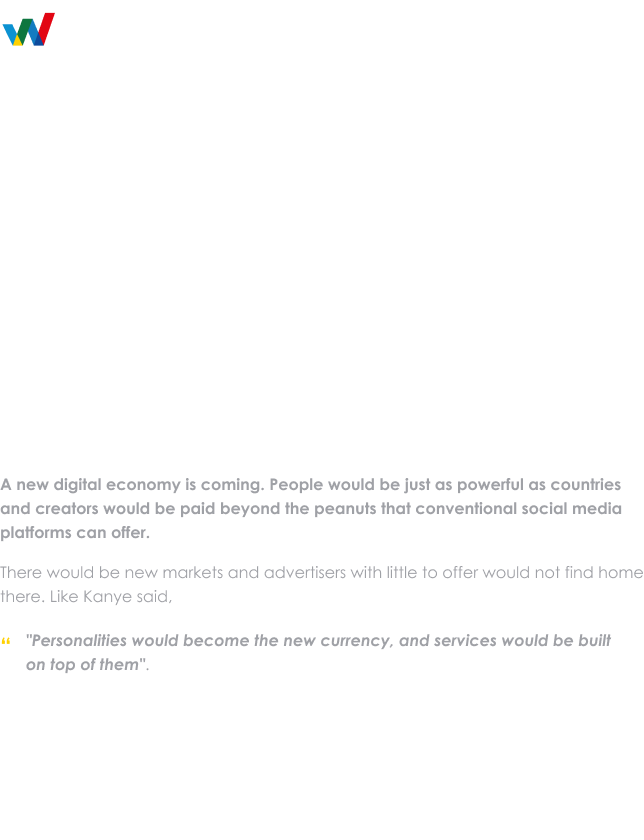 A new digital economy is coming. People would be just as powerful as countries
and creators would be paid beyond the peanuts that conventional social media
platforms can offer.
There would be new markets and advertisers with little to offer would not find home
there. Like Kanye said,
"Personalities would become the new currency, and services would be built
on top of them".